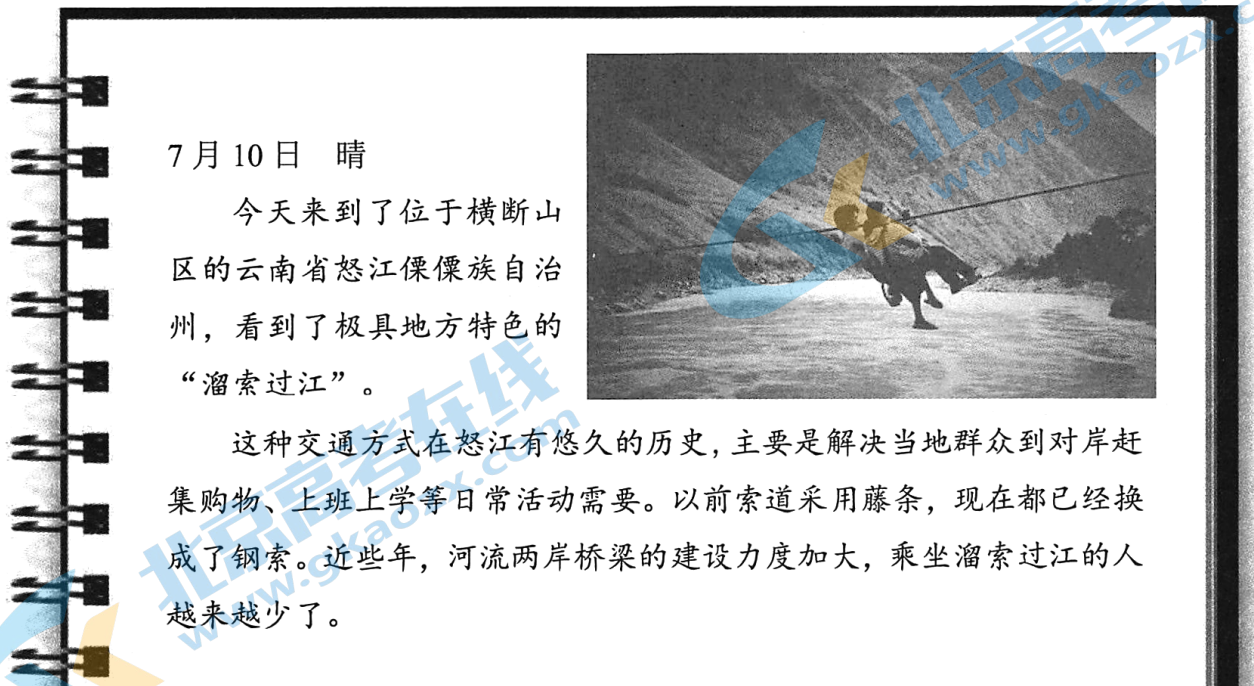 7月10日 晴
今天来到了位于横断山
区的云南省怒江傈僳族自治
州，看到了极具地方特色的
“溜索过江”。
这种交通方式在怒江有悠久的历史，主要是解决当地群众到对岸赶
集购物、上班上学等日常活动需要。以前索道采用藤条，现在都已经换
成了钢索。近些年，河流两岸桥梁的建设力度加大，乘坐溜索过江的人
越来越少了。
北京高考在线
www.gkaozx.com
北京高考在线
www.gkaozx.com